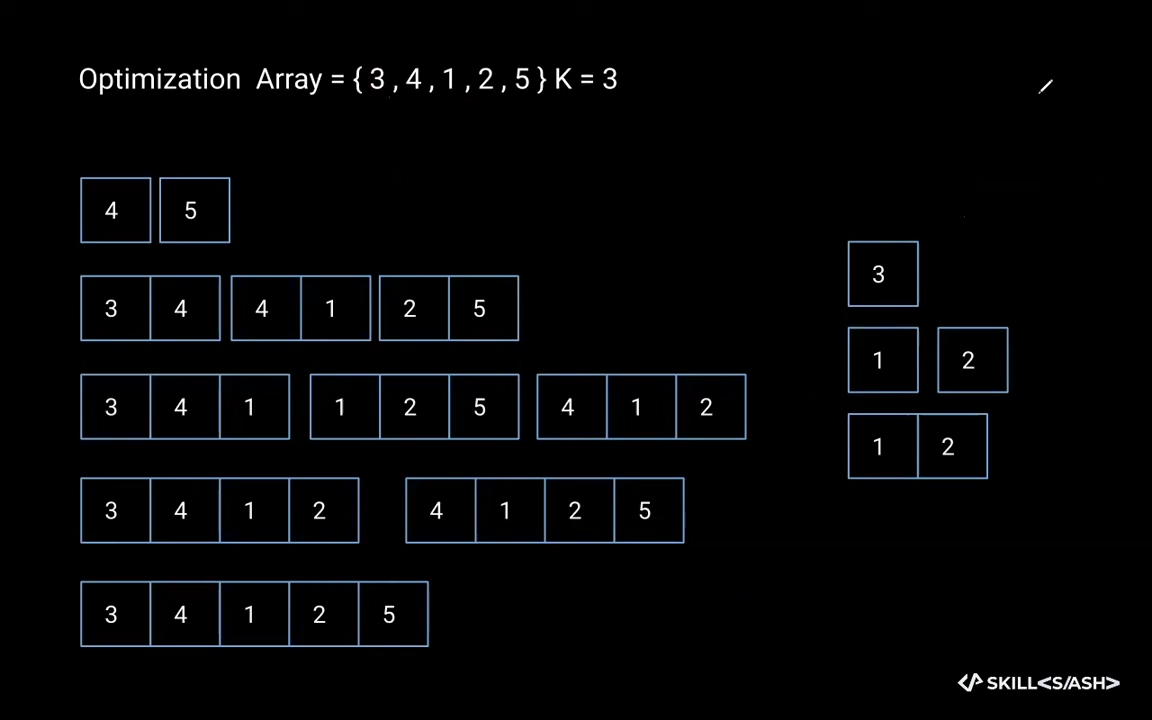 Optimization Array = { 3 , 4 , 1 , 2 , 5 } K = 3
4 5
3 4 4 1 2 5
3 4 1 1 2 5 4 1 2
3 4 1 2 4 1 2 5
3 4 1 2 5
3
1 2
1 2
</> SKILL<S/ASH>